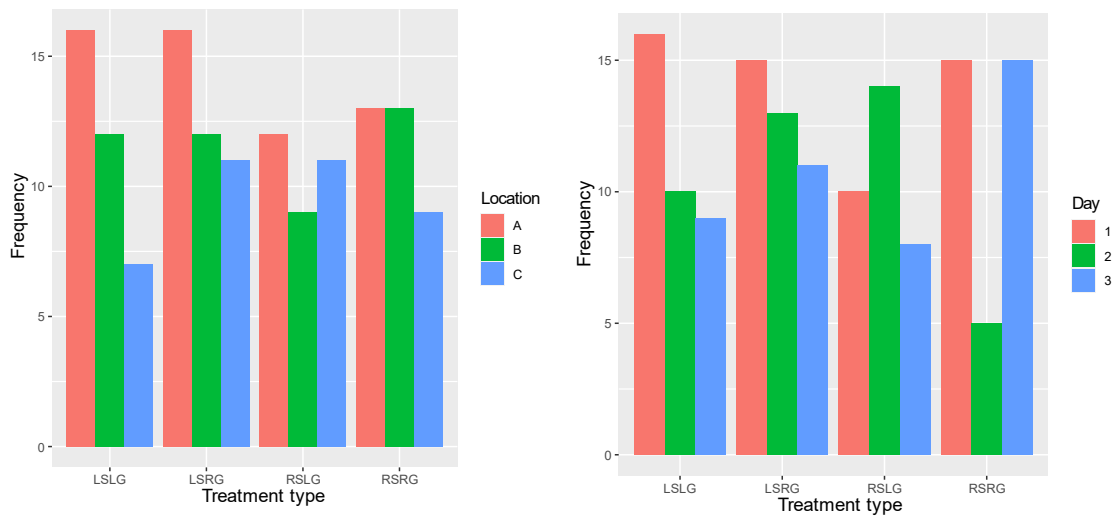 Frequency
15
10
5
0
LSLG LSRG RSLG RSRG
Treatment type
Location
A
B
C
Frequency
15
10
5
0
LSLG LSRG RSLG RSRG
Treatment type
Day
1
2
3